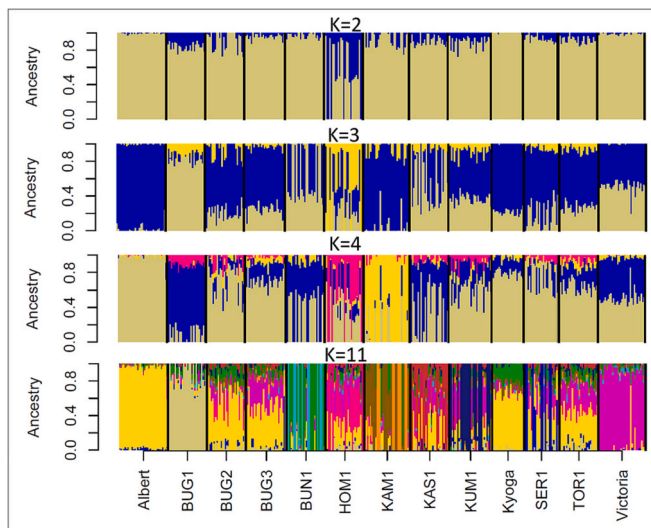 K=2
Ancestry
0.0 0.4 0.8
K=3
Ancestry
0.0 0.4 0.8
K=4
Ancestry
0.0 0.4 0.8
K=11
Ancestry
0.0 0.4 0.8
Albert BUG1 BUG2 BUG3 BUN1 HOM1 KAM1 KAS1 KUM1 Kyoga SER1 TOR1 Victoria